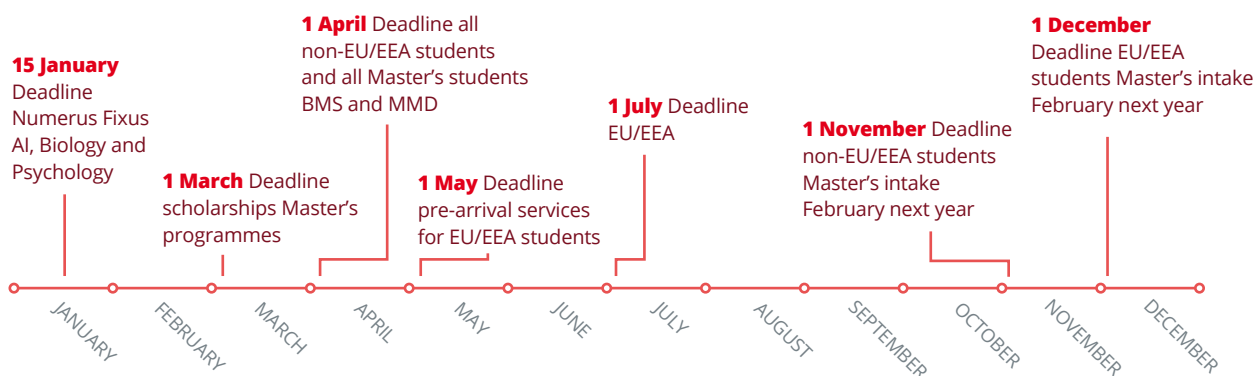 15 January
Deadline
Numerus Fixus
AI, Biology and
Psychology
1 March Deadline
scholarships Master's
programmes
1 April Deadline all
non-EU/EEA students
and all Master's students
BMS and MMD
1 May Deadline
pre-arrival services
for EU/EEA students
1 July Deadline
EU/EEA
1 November Deadline
non-EU/EEA students
Master's intake
February next year
1 December
Deadline EU/EEA
students Master's intake
February next year
JANUARY
FEBRUARY
MARCH
APRIL
MAY
JUNE
JULY
AUGUST
SEPTEMBER
OCTOBER
NOVEMBER
DECEMBER